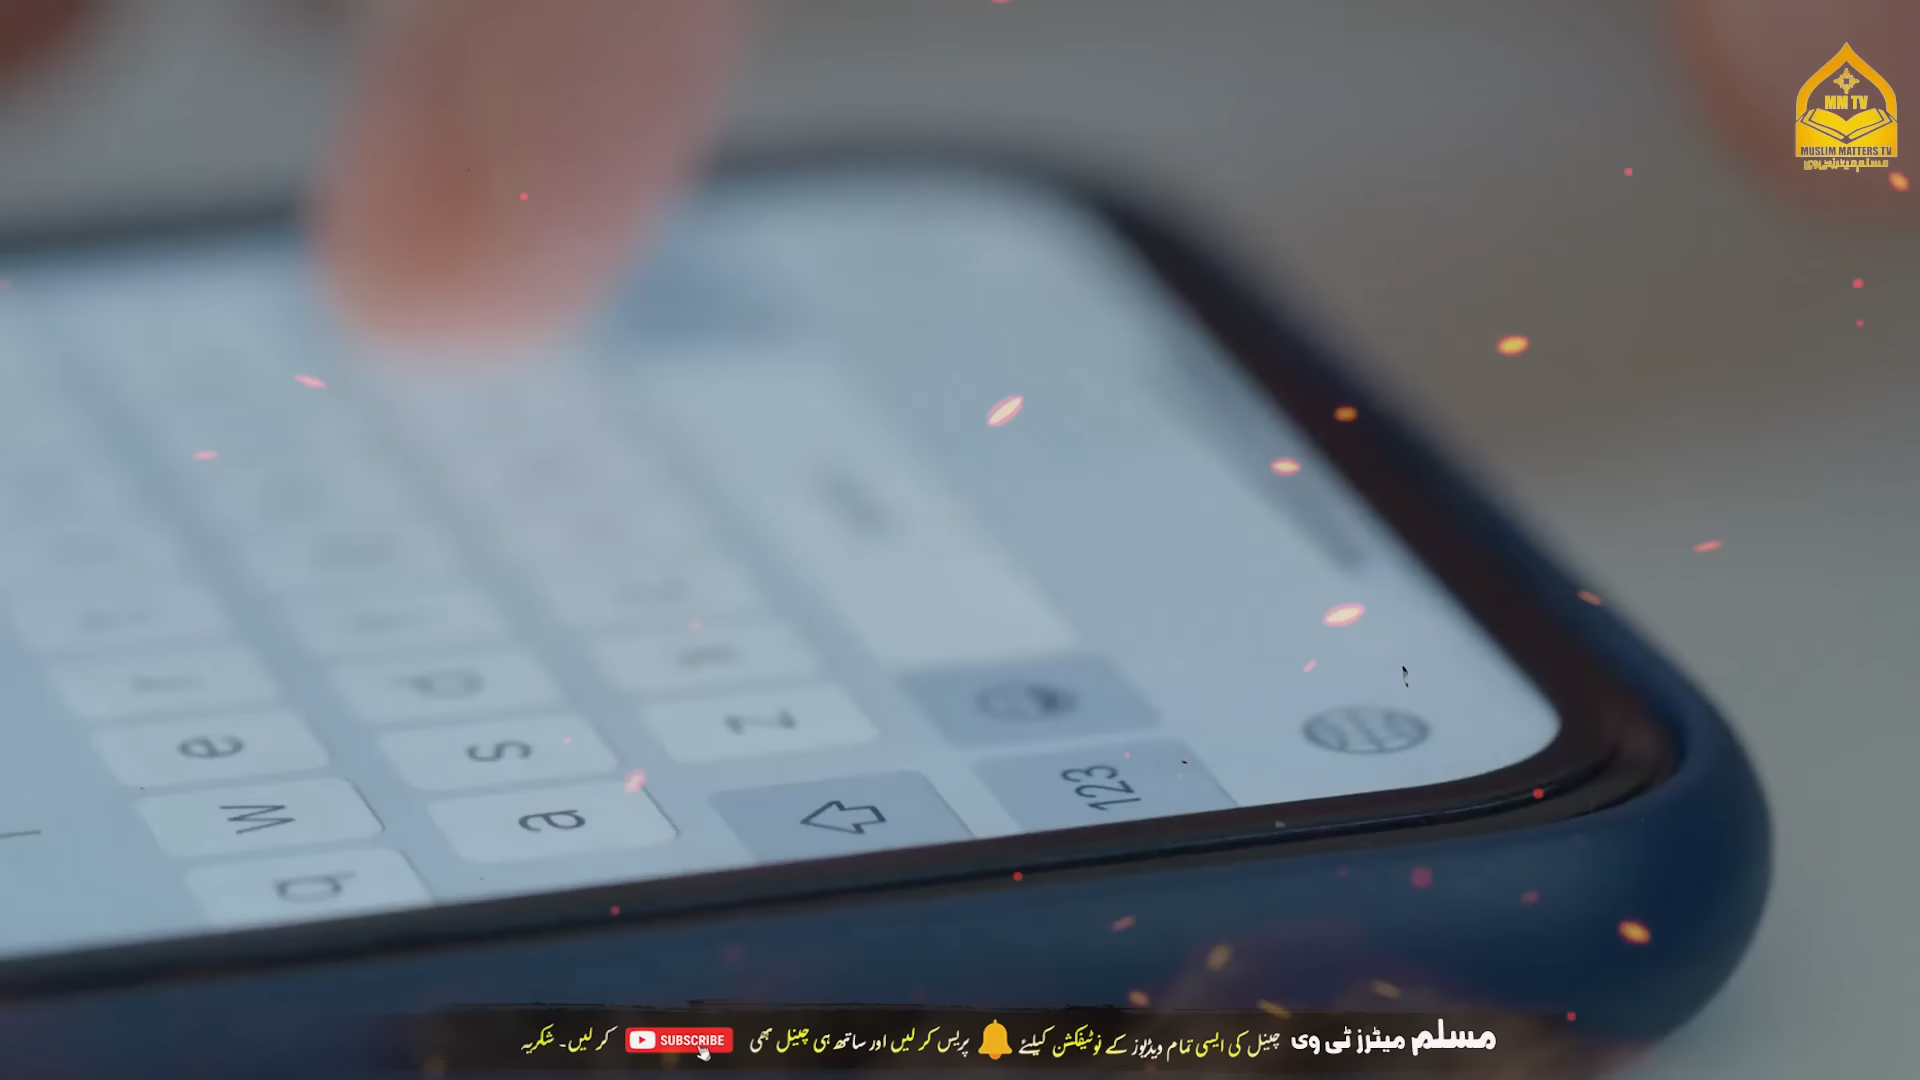 MM TV
MUSLIM MATTERS TV
مسلم میٹرز ٹی وی
e
s
z
w
a
123
q
مسلم میٹرز ٹی وی چینل کی ایسی تمام ویڈیوز کے نوٹیفکشن کیلئے پریس کر لیں اور ساتھ ہی چینل بھی SUBSCRIBE کر لیں۔ شکریہ